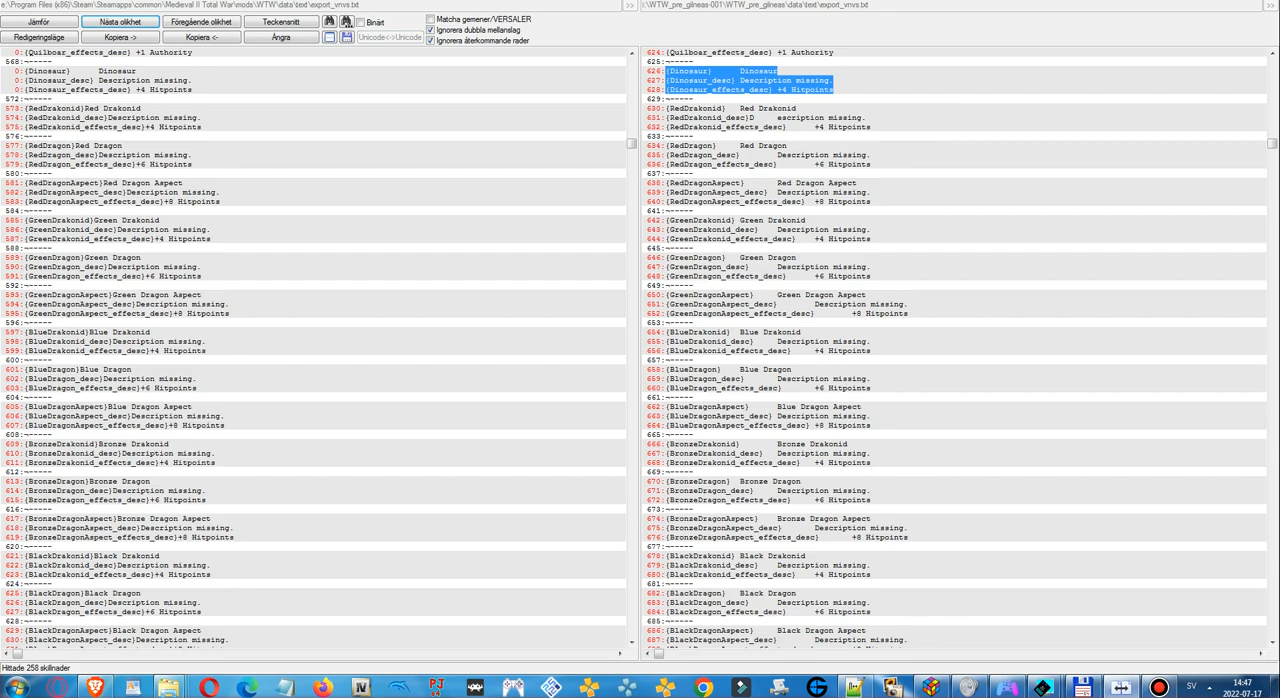 e:\Program Files (x86)\Steam\Steamapps\common\Medieval II Total War\mods\WTW\data\text\export_vnvs.txt
>>
c:\WTW_pre_gilneas-001\WTW_pre_gilneas\data\text\export_vnvs.txt
>>
Jämför
Nästa olikhet
Föregående olikhet
Teckensnitt
Binärt
Matcha gemener/VERSALER
Ignorera dubbla mellanslag
Redigeringsläge
Kopiera ->
Kopiera <-
Ångra
Unicode<>Unicode
Ignorera återkommande rader
0:{Quilboar_effects_desc} +1 Authority
568:¬-----
0:{Dinosaur} Dinosaur
0:{Dinosaur_desc} Description missing.
0:{Dinosaur_effects_desc} +4 Hitpoints
572:¬-----
573:{RedDrakonid}Red Drakonid
574:{RedDrakonid_desc}Description missing.
575:{RedDrakonid_effects_desc}+4 Hitpoints
576:¬-----
577:{RedDragon}Red Dragon
578:{RedDragon_desc}Description missing.
579:{RedDragon_effects_desc}+6 Hitpoints
580:¬-----
581:{RedDragonAspect}Red Dragon Aspect
582:{RedDragonAspect_desc}Description missing.
583:{RedDragonAspect_effects_desc}+8 Hitpoints
584:¬-----
585:{GreenDrakonid}Green Drakonid
586:{GreenDrakonid_desc}Description missing.
587:{GreenDrakonid_effects_desc}+4 Hitpoints
588:¬-----
589:{GreenDragon}Green Dragon
590:{GreenDragon_desc}Description missing.
591:{GreenDragon_effects_desc}+6 Hitpoints
592:¬-----
593:{GreenDragonAspect}Green Dragon Aspect
594:{GreenDragonAspect_desc}Description missing.
595:{GreenDragonAspect_effects_desc}+8 Hitpoints
596:¬-----
597:{BlueDrakonid}Blue Drakonid
598:{BlueDrakonid_desc}Description missing.
599:{BlueDrakonid_effects_desc}+4 Hitpoints
600:¬-----
601:{BlueDragon}Blue Dragon
602:{BlueDragon_desc}Description missing.
603:{BlueDragon_effects_desc}+6 Hitpoints
604:¬-----
605:{BlueDragonAspect}Blue Dragon Aspect
606:{BlueDragonAspect_desc}Description missing.
607:{BlueDragonAspect_effects_desc}+8 Hitpoints
608:¬-----
609:{BronzeDrakonid}Bronze Drakonid
610:{BronzeDrakonid_desc}Description missing.
611:{BronzeDrakonid_effects_desc}+4 Hitpoints
612:¬-----
613:{BronzeDragon}Bronze Dragon
614:{BronzeDragon_desc}Description missing.
615:{BronzeDragon_effects_desc}+6 Hitpoints
616:¬-----
617:{BronzeDragonAspect}Bronze Dragon Aspect
618:{BronzeDragonAspect_desc}Description missing.
619:{BronzeDragonAspect_effects_desc}+8 Hitpoints
620:¬-----
621:{BlackDrakonid}Black Drakonid
622:{BlackDrakonid_desc}Description missing.
623:{BlackDrakonid_effects_desc}+4 Hitpoints
624:¬-----
625:{BlackDragon}Black Dragon
626:{BlackDragon_desc}Description missing.
627:{BlackDragon_effects_desc}+6 Hitpoints
628:¬-----
629:{BlackDragonAspect}Black Dragon Aspect
630:{BlackDragonAspect_desc}Description missing.
624:{Quilboar_effects_desc} +1 Authority
625:¬-----
626:{Dinosaur} Dinosaur
627:{Dinosaur_desc} Description missing.
628:{Dinosaur_effects_desc} +4 Hitpoints
629:¬-----
630:{RedDrakonid} Red Drakonid
631:{RedDrakonid_desc}D escription missing.
632:{RedDrakonid_effects_desc} +4 Hitpoints
633:¬-----
634:{RedDragon} Red Dragon
635:{RedDragon_desc} Description missing.
636:{RedDragon_effects_desc} +6 Hitpoints
637:¬-----
638:{RedDragonAspect} Red Dragon Aspect
639:{RedDragonAspect_desc} Description missing.
640:{RedDragonAspect_effects_desc} +8 Hitpoints
641:¬-----
642:{GreenDrakonid} Green Drakonid
643:{GreenDrakonid_desc} Description missing.
644:{GreenDrakonid_effects_desc} +4 Hitpoints
645:¬-----
646:{GreenDragon} Green Dragon
647:{GreenDragon_desc} Description missing.
648:{GreenDragon_effects_desc} +6 Hitpoints
649:¬-----
650:{GreenDragonAspect} Green Dragon Aspect
651:{GreenDragonAspect_desc} Description missing.
652:{GreenDragonAspect_effects_desc} +8 Hitpoints
653:¬-----
654:{BlueDrakonid} Blue Drakonid
655:{BlueDrakonid_desc} Description missing.
656:{BlueDrakonid_effects_desc} +4 Hitpoints
657:¬-----
658:{BlueDragon} Blue Dragon
659:{BlueDragon_desc} Description missing.
660:{BlueDragon_effects_desc} +6 Hitpoints
661:¬-----
662:{BlueDragonAspect} Blue Dragon Aspect
663:{BlueDragonAspect_desc} Description missing.
664:{BlueDragonAspect_effects_desc} +8 Hitpoints
665:¬-----
666:{BronzeDrakonid} Bronze Drakonid
667:{BronzeDrakonid_desc} Description missing.
668:{BronzeDrakonid_effects_desc} +4 Hitpoints
669:¬-----
670:{BronzeDragon} Bronze Dragon
671:{BronzeDragon_desc} Description missing.
672:{BronzeDragon_effects_desc} +6 Hitpoints
673:¬-----
674:{BronzeDragonAspect} Bronze Dragon Aspect
675:{BronzeDragonAspect_desc} Description missing.
676:{BronzeDragonAspect_effects_desc} +8 Hitpoints
677:¬-----
678:{BlackDrakonid} Black Drakonid
679:{BlackDrakonid_desc} Description missing.
680:{BlackDrakonid_effects_desc} +4 Hitpoints
681:¬-----
682:{BlackDragon} Black Dragon
683:{BlackDragon_desc} Description missing.
684:{BlackDragon_effects_desc} +6 Hitpoints
685:¬-----
686:{BlackDragonAspect} Black Dragon Aspect
687:{BlackDragonAspect_desc} Description missing.
Hittade 258 skillnader
SV
14:47
2022-07-17